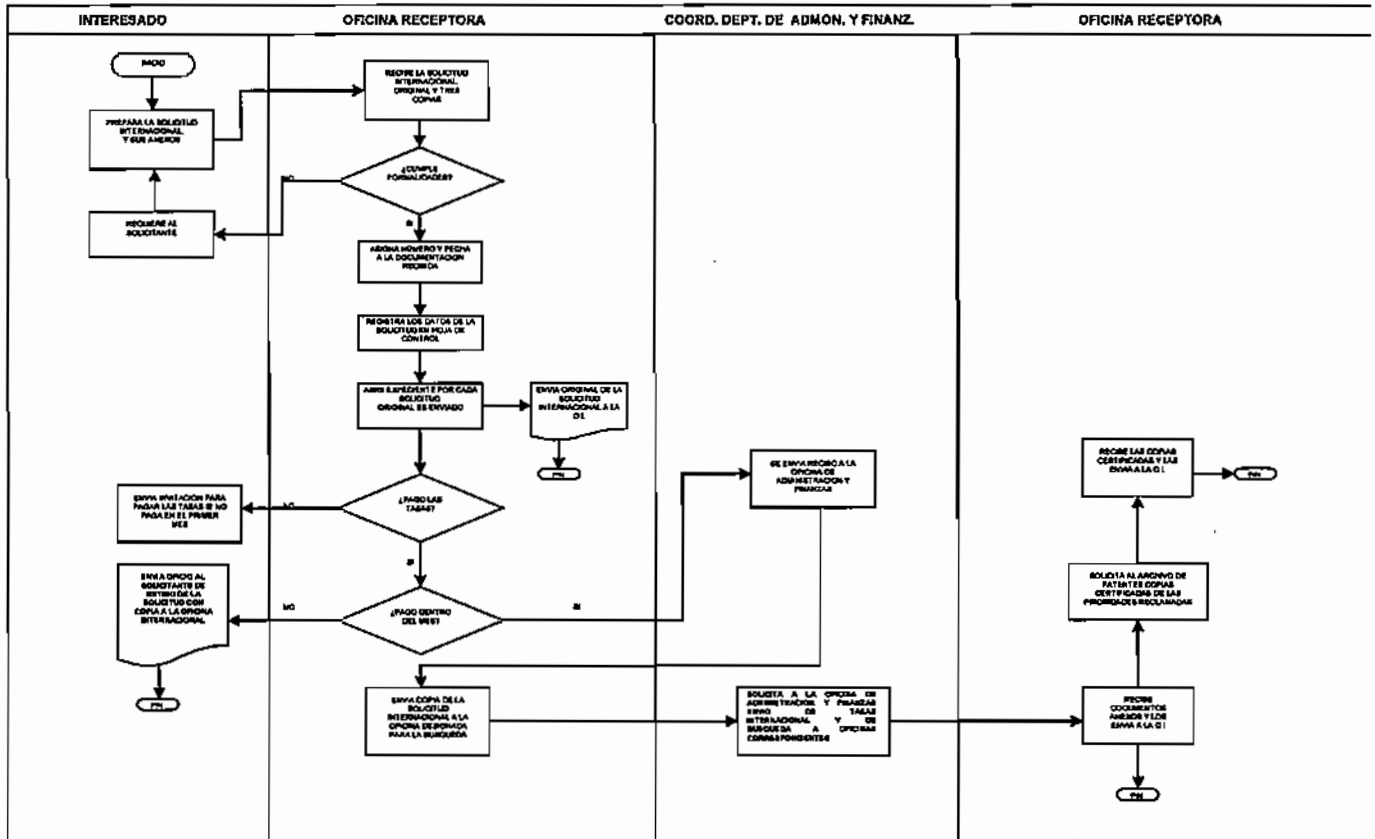 INTERESADO
OFICINA RECEPTORA
COORD. DEPT. DE ADMON. Y FINANZ.
OFICINA RECEPTORA
INICIO
PREPARA LA SOLICITUD
INTERNACIONAL
Y SUS ANEXOS
REQUIERE AL
SOLICITANTE
RECIBE LA SOLICITUD
INTERNACIONAL,
ORIGINAL Y TRES
COPIAS
¿CUMPLE
FORMALIDADES?
NO
SI
ASIGNA NÚMERO Y FECHA
A LA DOCUMENTACION
RECIBIDA
REGISTRA LOS DATOS DE LA
SOLICITUD EN HOJA DE
CONTROL
ABRE EXPEDIENTE POR CADA
SOLICITUD
ORIGINAL ES ENVIADO
ENVIA ORIGINAL DE LA
SOLICITUD
INTERNACIONAL A LA
O I.
FIN
¿PAGO LAS
TASAS?
NO
SI
ENVIA INVITACIÓN PARA
PAGAR LAS TASAS SI NO
PAGA EN EL PRIMER
MES
¿PAGO DENTRO
DEL MES?
NO
SI
ENVIA OFICIO AL
SOLICITANTE DE
RETIRO DE LA
SOLICITUD CON
COPIA A LA OFICINA
INTERNACIONAL
FIN
SE ENVIA RECIBO A LA
OFICINA DE
ADMINISTRACION Y
FINANZAS
ENVIA COPIA DE LA
SOLICITUD
INTERNACIONAL A LA
OFICINA DESIGNADA
PARA LA BUSQUEDA
SOLICITA A LA OFICINA DE
ADMINISTRACION Y FINANZAS
ENVIO DE TASAS
INTERNACIONAL Y DE
BUSQUEDA A OFICINAS
CORRESPONDIENTES
RECIBE
DOCUMENTOS
ANEXOS Y LOS
ENVIA A LA O I
FIN
SOLICITA AL ARCHIVO DE
PATENTES COPIAS
CERTIFICADAS DE LAS
PRIORIDADES RECLAMADAS
RECIBE LAS COPIAS
CERTIFICADAS Y LAS
ENVIA A LA O I.
FIN